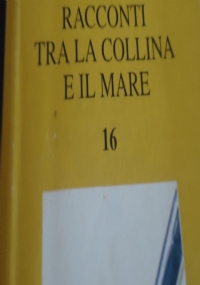 RACCONTI
TRA LA COLLINA
E IL MARE
16